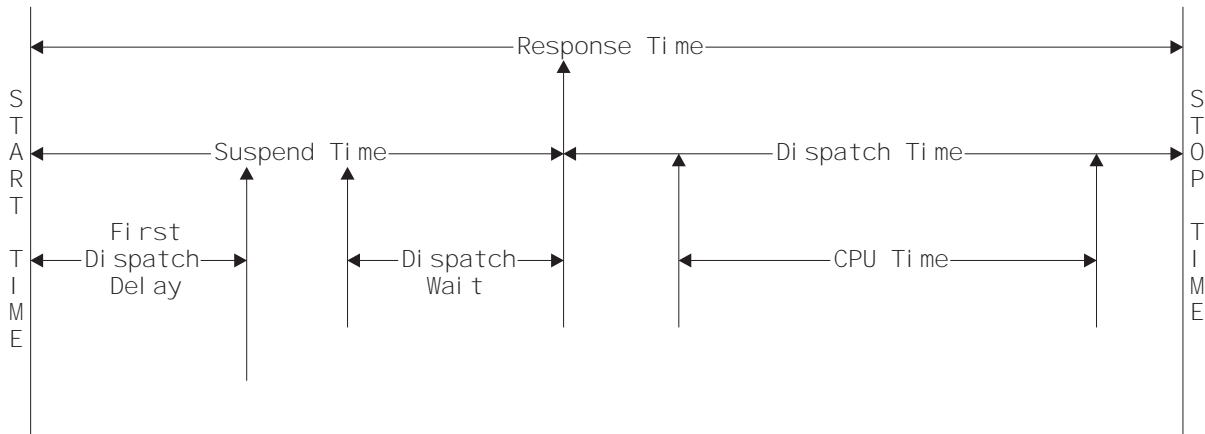 Response Time
START TIME
Suspend Time
Dispatch Time
STOP TIME
First
Dispatch
Delay
Dispatch
Wait
CPU Time